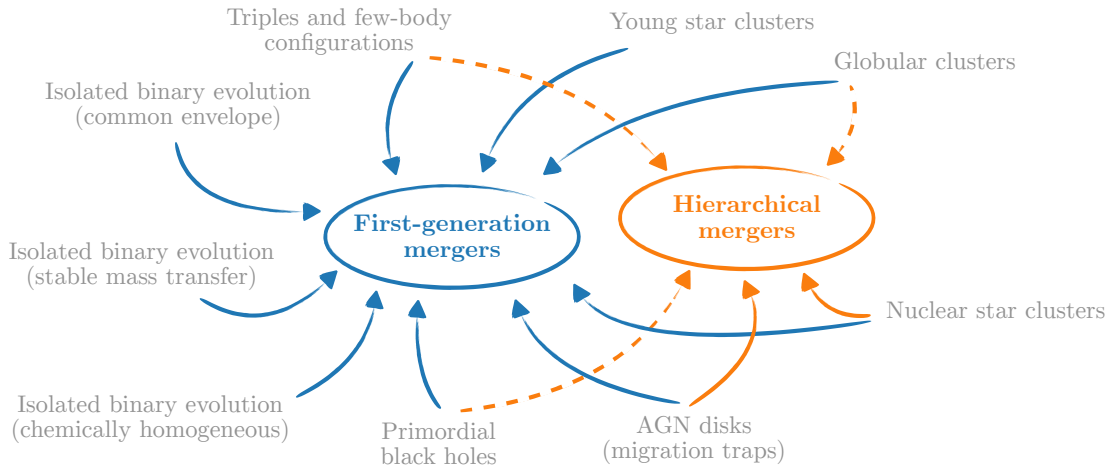 Triples and few-body
configurations
Young star clusters
Globular clusters
Isolated binary evolution
(common envelope)
First-generation
mergers
Hierarchical
mergers
Isolated binary evolution
(stable mass transfer)
Nuclear star clusters
Isolated binary evolution
(chemically homogeneous)
Primordial
black holes
AGN disks
(migration traps)